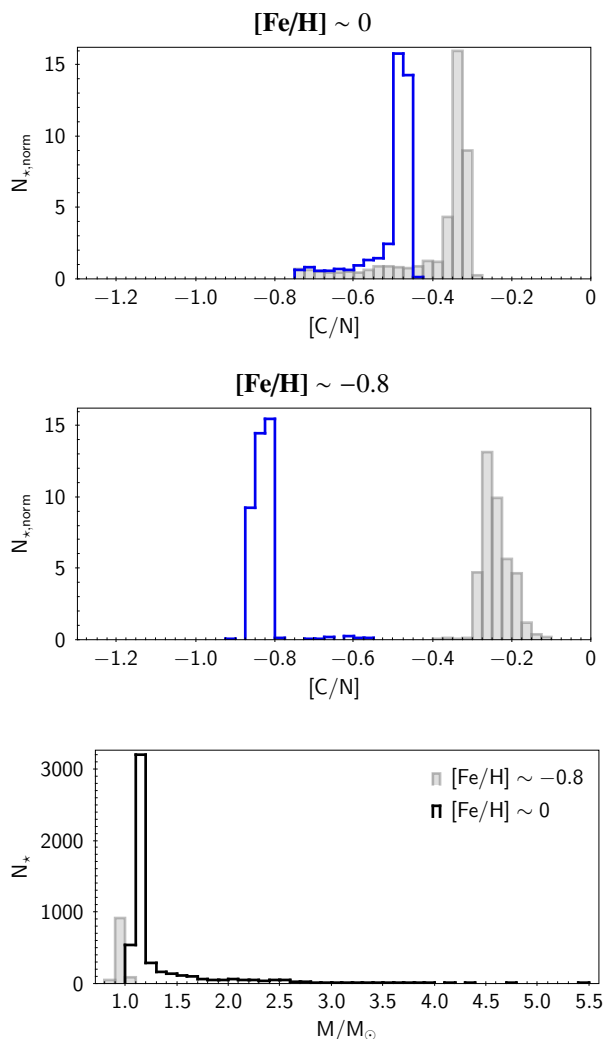 [Fe/H] ∼ 0
15
10
5
0
N⋆,norm
−1.2 −1.0 −0.8 −0.6 −0.4 −0.2 0
[C/N]
[Fe/H] ∼ −0.8
15
10
5
0
N⋆,norm
−1.2 −1.0 −0.8 −0.6 −0.4 −0.2 0
[C/N]
3000
2000
1000
0
N⋆
[Fe/H] ∼ −0.8
[Fe/H] ∼ 0
1.0 1.5 2.0 2.5 3.0 3.5 4.0 4.5 5.0 5.5
M/M⊙